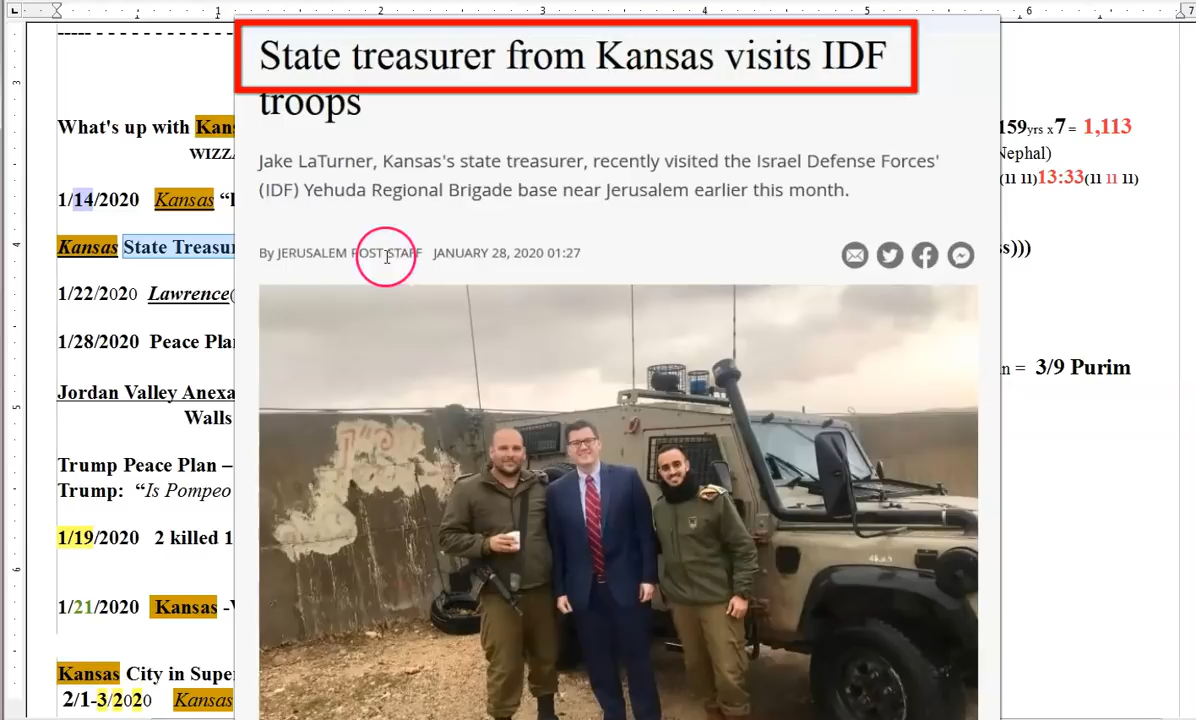 State treasurer from Kansas visits IDF
troops
What's up with Kans
159yrs x7= 1,113
WIZZA
Nephal)
Jake LaTurner, Kansas's state treasurer, recently visited the Israel Defense Forces'
(IDF) Yehuda Regional Brigade base near Jerusalem earlier this month.
(11 11)13:33(11 11 11)
1/14/2020 Kansas
Kansas State Treasur
s)))
By JERUSALEM POST STAFF JANUARY 28, 2020 01:27
1/22/2020 Lawrence(
1/28/2020 Peace Pla
n = 3/9 Purim
Jordan Valley Anexa
Walls
Trump Peace Plan –
Trump: “Is Pompeo
1/19/2020 2 killed 1
1/21/2020 Kansas -V
Kansas City in Supe
2/1-3/2020 Kansas